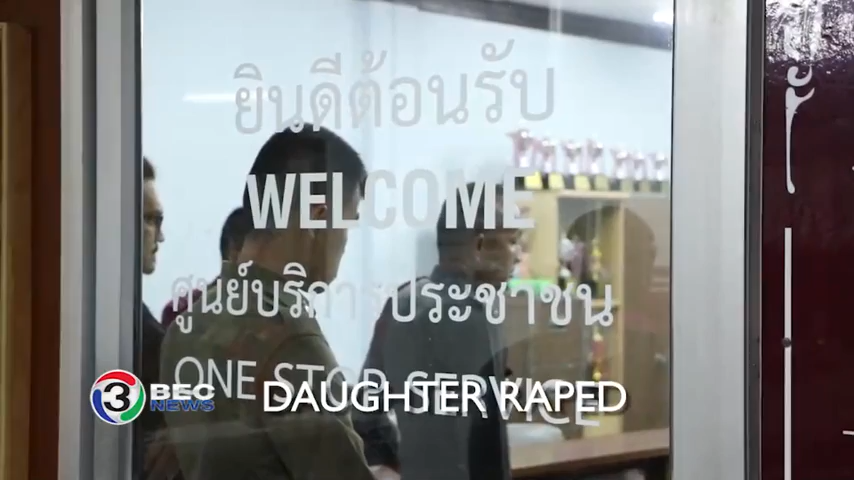 ยินดีต้อนรับ
WELCOME
ศูนย์บริการประชาชน
ONE STOP SERVICE
3 BEC NEWS
DAUGHTER RAPED